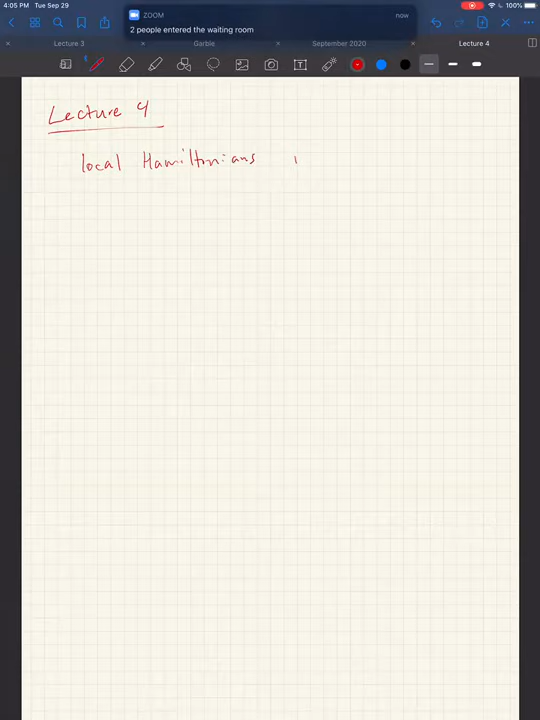 4:05 PM Tue Sep 29
100%
ZOOM
now
2 people entered the waiting room
Lecture 3
Garble
September 2020
Lecture 4
Lecture 4
local Hamiltonians